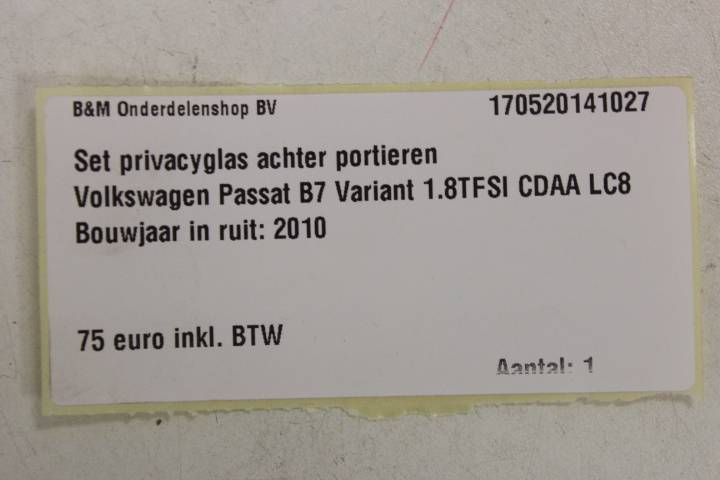 B&M Onderdelenshop BV 170520141027
Set privacyglas achter portieren
Volkswagen Passat B7 Variant 1.8TFSI CDAA LC8
Bouwjaar in ruit: 2010
75 euro inkl. BTW
Aantal: 1